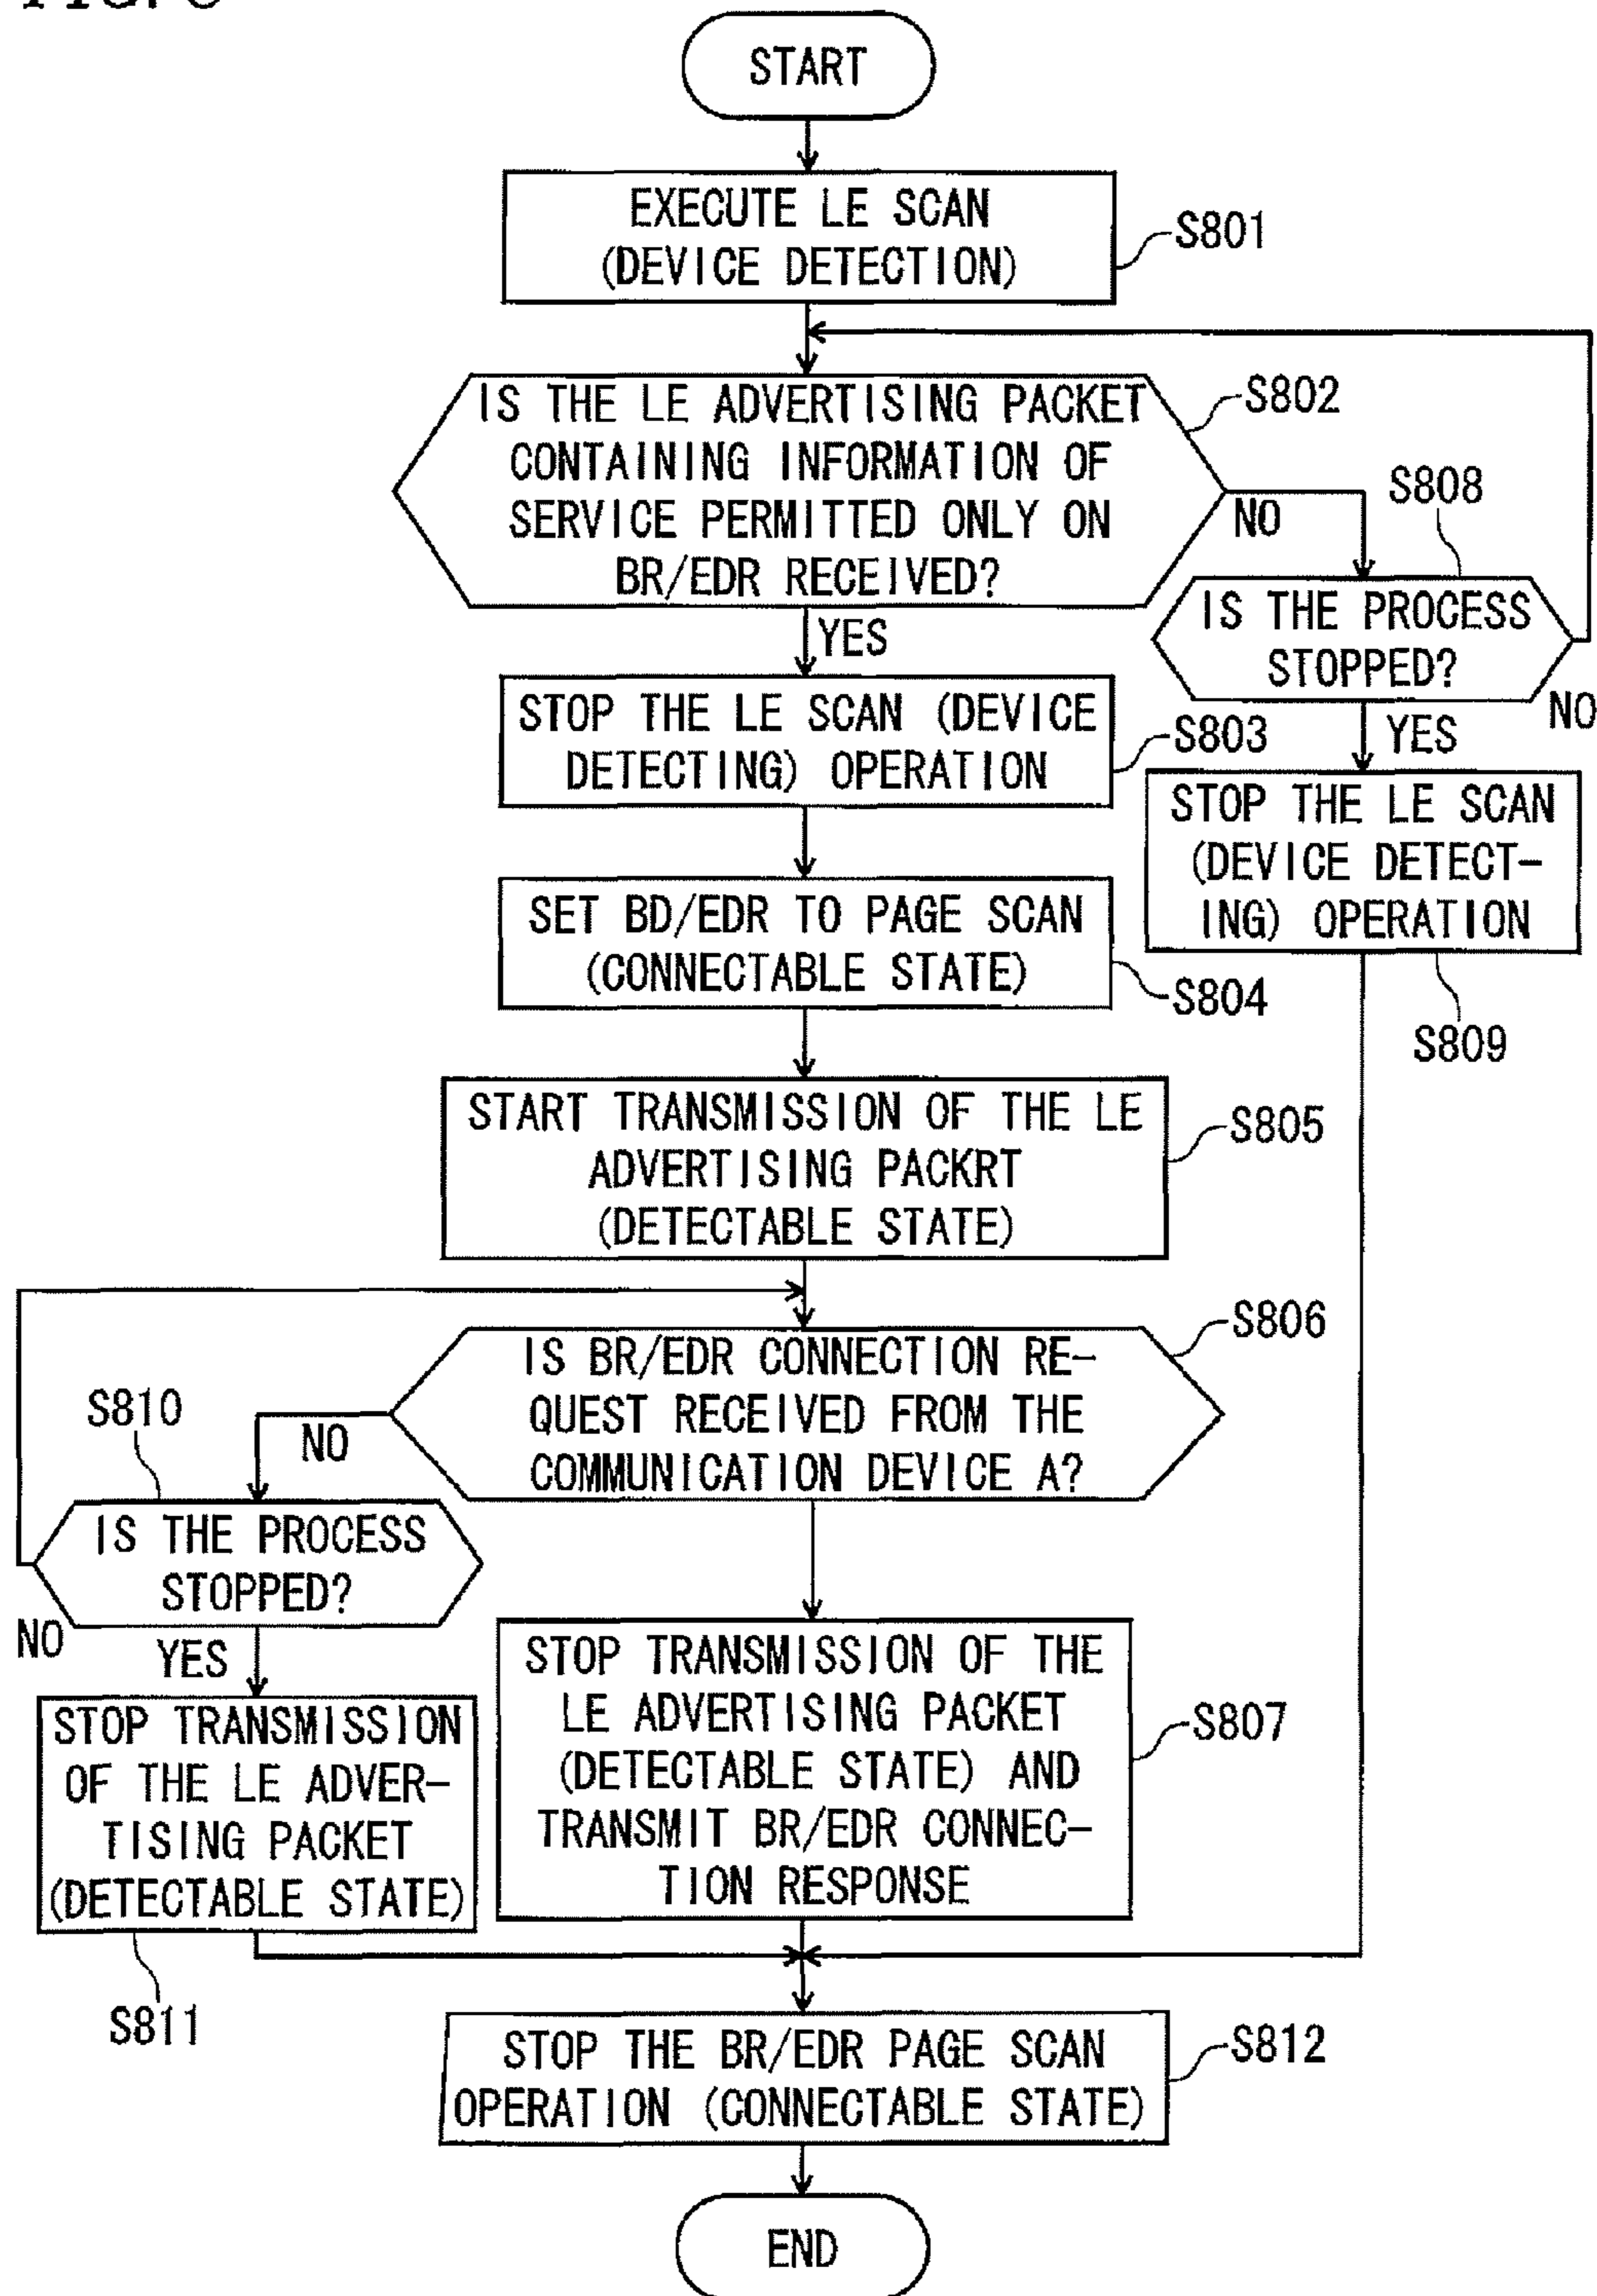 START
EXECUTE LE SCAN
(DEVICE DETECTION)
S801
IS THE LE ADVERTISING PACKET
CONTAINING INFORMATION OF
SERVICE PERMITTED ONLY ON
BR/EDR RECEIVED?
S802
NO
YES
S808
IS THE PROCESS
STOPPED?
NO
YES
STOP THE LE SCAN (DEVICE
DETECTING) OPERATION
S803
STOP THE LE SCAN
(DEVICE DETECT-
ING) OPERATION
S809
SET BD/EDR TO PAGE SCAN
(CONNECTABLE STATE)
S804
START TRANSMISSION OF THE LE
ADVERTISING PACKRT
(DETECTABLE STATE)
S805
IS BR/EDR CONNECTION RE-
QUEST RECEIVED FROM THE
COMMUNICATION DEVICE A?
S806
NO
S810
IS THE PROCESS
STOPPED?
NO
YES
STOP TRANSMISSION OF THE
LE ADVERTISING PACKET
(DETECTABLE STATE) AND
TRANSMIT BR/EDR CONNEC-
TION RESPONSE
S807
STOP TRANSMISSION
OF THE LE ADVER-
TISING PACKET
(DETECTABLE STATE)
S811
STOP THE BR/EDR PAGE SCAN
OPERATION (CONNECTABLE STATE)
S812
END